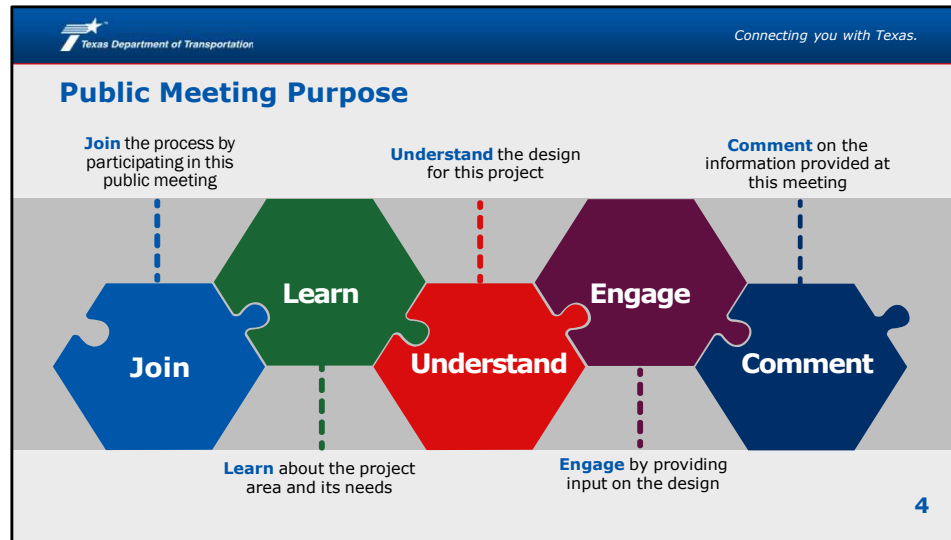 Texas Department of Transportation
Connecting you with Texas.
Public Meeting Purpose
Join the process by
participating in this
public meeting
Understand the design
for this project
Comment on the
information provided at
this meeting
Learn
Engage
Join
Understand
Comment
Learn about the project
area and its needs
Engage by providing
input on the design
4